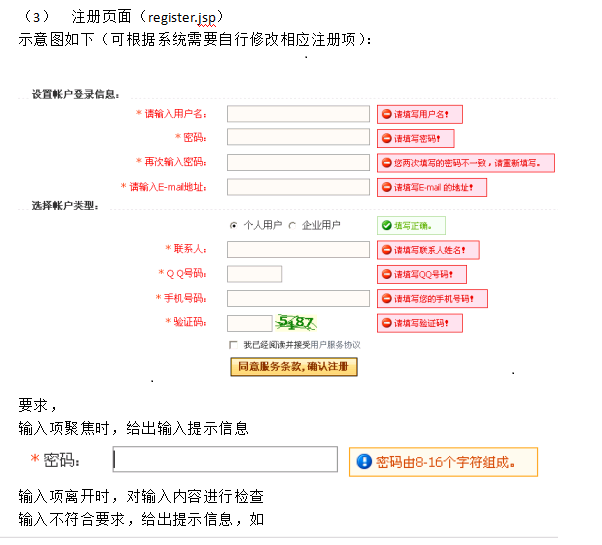 （3） 注册页面（register.jsp）
示意图如下（可根据系统需要自行修改相应注册项）：
设置帐户登录信息：
* 请输入用户名： 请填写用户名！
* 密码： 请填写密码！
* 再次输入密码： 您两次填写的密码不一致，请重新填写。
* 请输入E-mail地址： 请填写E-mail 的地址！
选择帐户类型：
个人用户 企业用户 填写正确。
* 联系人： 请填写联系人姓名！
* QQ号码： 请填写QQ号码！
* 手机号码： 请填写您的手机号码！
* 验证码： 5487 请填写验证码！
我已经阅读并接受用户服务协议
同意服务条款,确认注册
要求，
输入项聚焦时，给出输入提示信息
* 密码： 密码由8-16个字符组成。
输入项离开时，对输入内容进行检查
输入不符合要求，给出提示信息，如